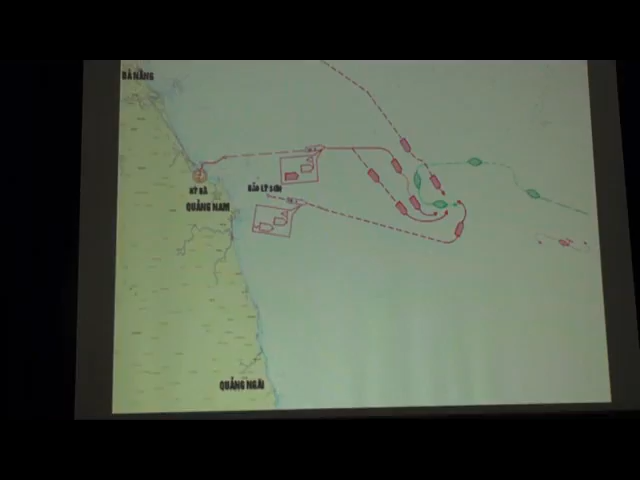 ĐÀ NẴNG
KỲ HÀ
ĐẢO LÝ SƠN
QUẢNG NAM
QUẢNG NGÃI